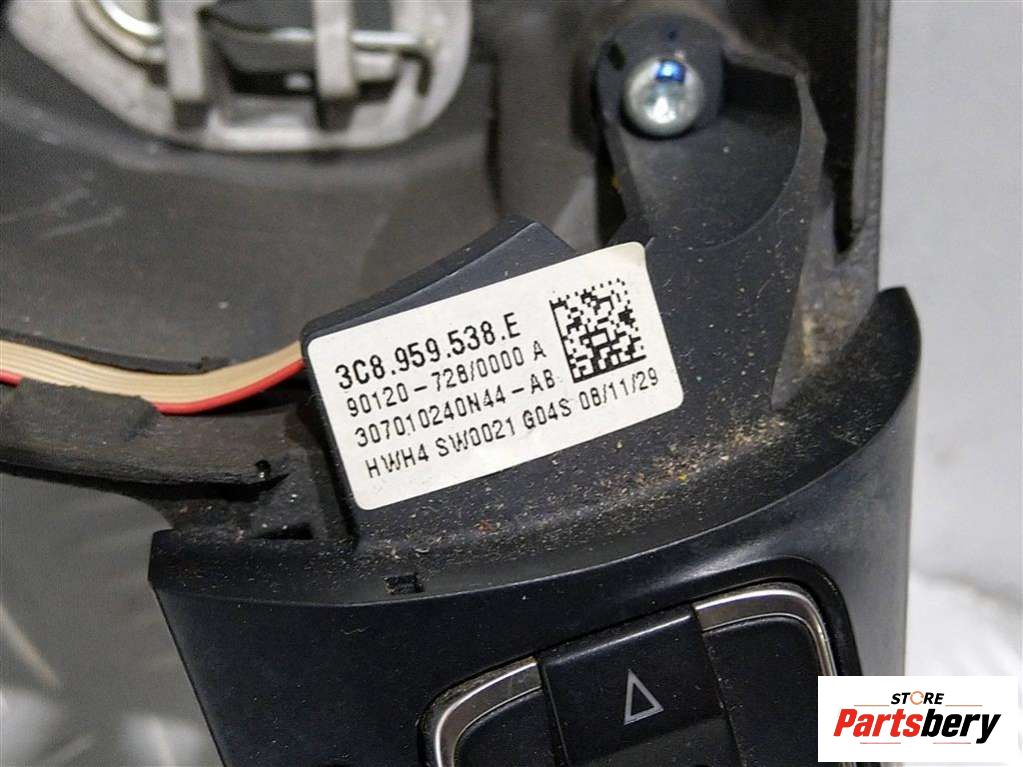 3C8.959.538.E
90120-728/0000 A
307010240N44-AB
HWH4 SW0021 G04S 08/11/29
STORE
Partsbery